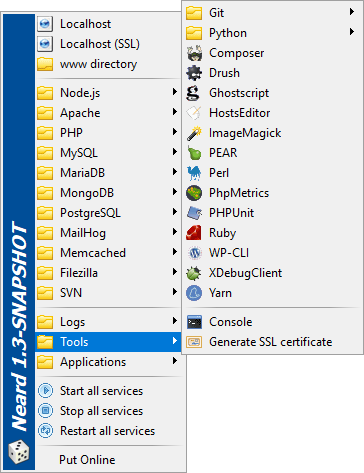 Neard 1.3-SNAPSHOT
Localhost
Localhost (SSL)
www directory
Node.js
Apache
PHP
MySQL
MariaDB
MongoDB
PostgreSQL
MailHog
Memcached
Filezilla
SVN
Logs
Tools
Applications
Start all services
Stop all services
Restart all services
Put Online
Git
Python
Composer
Drush
Ghostscript
HostsEditor
ImageMagick
PEAR
Perl
PhpMetrics
PHPUnit
Ruby
WP-CLI
XDebugClient
Yarn
Console
Generate SSL certificate